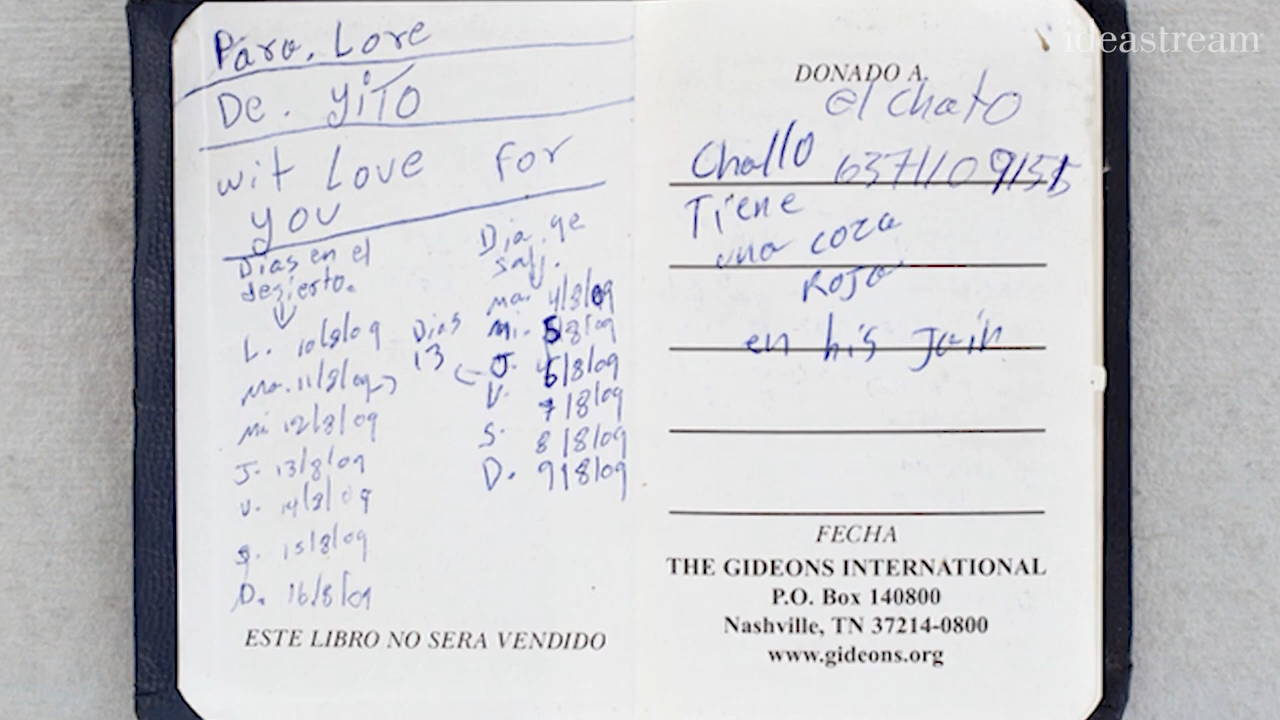 Para. Lore
De. YiTO
wit Love for
you
Dias en el
desierto.
L. 10/8/09
Ma. 11/8/09
Mi 12/8/09
J. 13/8/09
V. 14/8/09
S. 15/8/09
D. 16/8/09
Dias
13
Dia. qe
sali.
ma. 4/8/09
Mi. 5/8/09
J. 6/8/09
V. 7/8/09
S. 8/8/09
D. 9/8/09
ESTE LIBRO NO SERA VENDIDO
ideastream
DONADO A.
el chato
Challo
Tiene
una coza
ROJA
en his Jain
FECHA
THE GIDEONS INTERNATIONAL
P.O. Box 140800
Nashville, TN 37214-0800
www.gideons.org